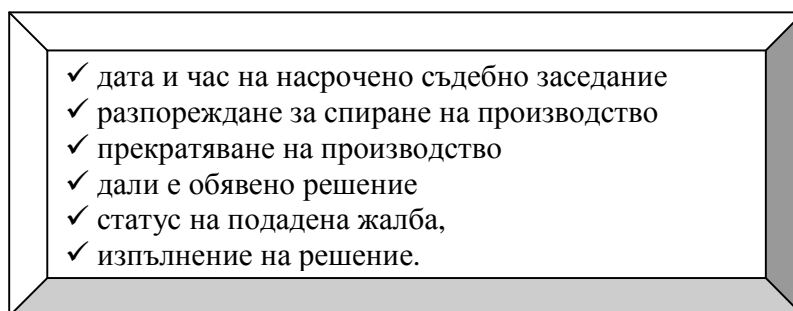 ✓ дата и час на насрочено съдебно заседание
✓ разпореждане за спиране на производство
✓ прекратяване на производство
✓ дали е обявено решение
✓ статус на подадена жалба,
✓ изпълнение на решение.